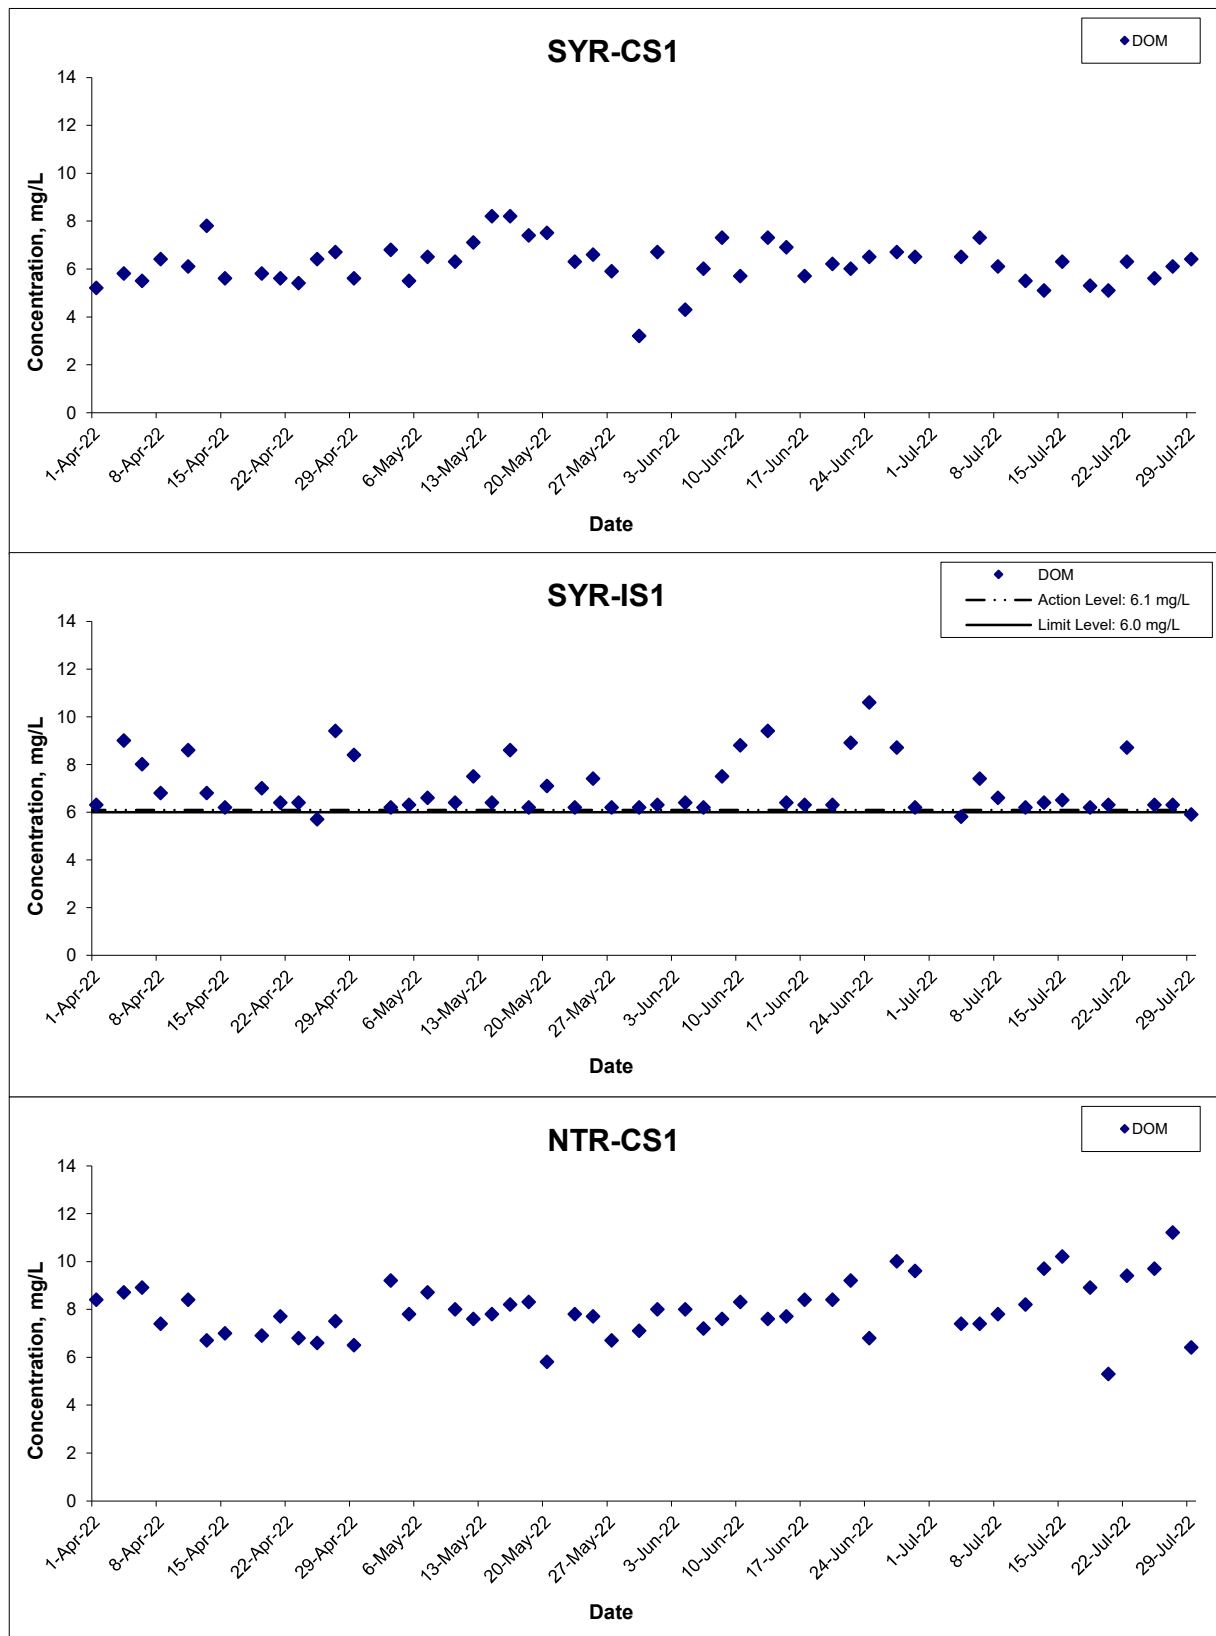 SYR-CS1
DOM
Concentration, mg/L
14
12
10
8
6
4
2
0
1-Apr-22
8-Apr-22
15-Apr-22
22-Apr-22
29-Apr-22
6-May-22
13-May-22
20-May-22
27-May-22
3-Jun-22
10-Jun-22
17-Jun-22
24-Jun-22
1-Jul-22
8-Jul-22
15-Jul-22
22-Jul-22
29-Jul-22
Date
SYR-IS1
DOM
Action Level: 6.1 mg/L
Limit Level: 6.0 mg/L
Concentration, mg/L
14
12
10
8
6
4
2
0
1-Apr-22
8-Apr-22
15-Apr-22
22-Apr-22
29-Apr-22
6-May-22
13-May-22
20-May-22
27-May-22
3-Jun-22
10-Jun-22
17-Jun-22
24-Jun-22
1-Jul-22
8-Jul-22
15-Jul-22
22-Jul-22
29-Jul-22
Date
NTR-CS1
DOM
Concentration, mg/L
14
12
10
8
6
4
2
0
1-Apr-22
8-Apr-22
15-Apr-22
22-Apr-22
29-Apr-22
6-May-22
13-May-22
20-May-22
27-May-22
3-Jun-22
10-Jun-22
17-Jun-22
24-Jun-22
1-Jul-22
8-Jul-22
15-Jul-22
22-Jul-22
29-Jul-22
Date